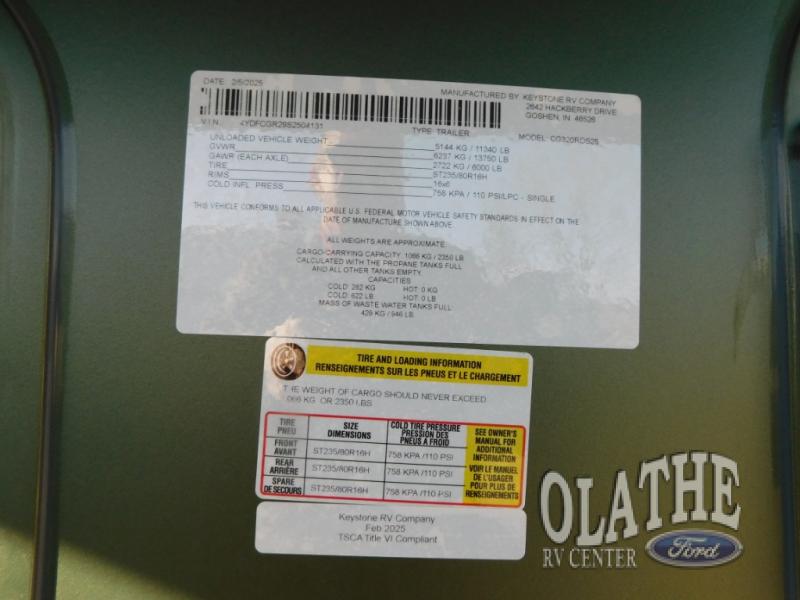 DATE: 2/5/2025
MANUFACTURED BY: KEYSTONE RV COMPANY
2642 HACKBERRY DRIVE
GOSHEN, IN 46526
V.I.N. 4YDFCGR29S2504131
TYPE: TRAILER
MODEL: CG320RDS25
UNLOADED VEHICLE WEIGHT 5144 KG / 11340 LB
GVWR 6237 KG / 13750 LB
GAWR (EACH AXLE) 2722 KG / 6000 LB
TIRE ST235/80R16H
RIMS 16x6
COLD INFL. PRESS 758 KPA / 110 PSI/LPC - SINGLE
THIS VEHICLE CONFORMS TO ALL APPLICABLE U.S. FEDERAL MOTOR VEHICLE SAFETY STANDARDS IN EFFECT ON THE
DATE OF MANUFACTURE SHOWN ABOVE.
ALL WEIGHTS ARE APPROXIMATE.
CARGO-CARRYING CAPACITY: 1066 KG / 2350 LB
CALCULATED WITH THE PROPANE TANKS FULL
AND ALL OTHER TANKS EMPTY.
CAPACITIES
COLD: 282 KG HOT: 0 KG
COLD: 622 LB HOT: 0 LB
MASS OF WASTE WATER TANKS FULL:
429 KG / 946 LB
TIRE AND LOADING INFORMATION
RENSEIGNEMENTS SUR LES PNEUS ET LE CHARGEMENT
THE WEIGHT OF CARGO SHOULD NEVER EXCEED
066 KG OR 2350 LBS
TIRE PNEU
SIZE DIMENSIONS
COLD TIRE PRESSURE
PRESSION DES
PNEUS A FROID
SEE OWNER'S
MANUAL FOR
ADDITIONAL
INFORMATION
VOIR LE MANUEL
DE L'USAGER
POUR PLUS DE
RENSEIGNEMENTS
FRONT AVANT ST235/80R16H 758 KPA /110 PSI
REAR ARRIÈRE ST235/80R16H 758 KPA /110 PSI
SPARE DE SECOURS ST235/80R16H 758 KPA /110 PSI
Keystone RV Company
Feb 2025
TSCA Title VI Compliant
OLATHE
RV CENTER
Ford